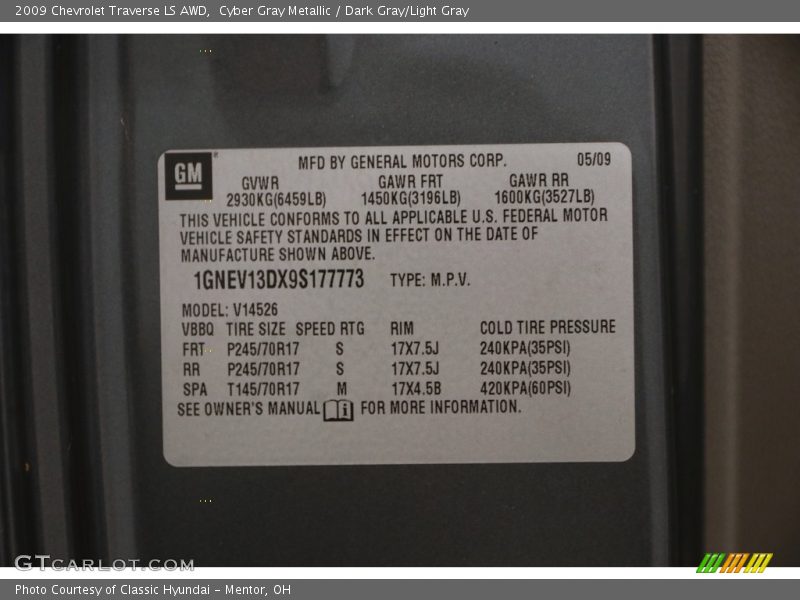 2009 Chevrolet Traverse LS AWD,  Cyber Gray Metallic / Dark Gray/Light Gray
GM
MFD BY GENERAL MOTORS CORP. 05/09
GVWR GAWR FRT GAWR RR
2930KG(6459LB) 1450KG(3196LB) 1600KG(3527LB)
THIS VEHICLE CONFORMS TO ALL APPLICABLE U.S. FEDERAL MOTOR
VEHICLE SAFETY STANDARDS IN EFFECT ON THE DATE OF
MANUFACTURE SHOWN ABOVE.
1GNEV13DX9S177773 TYPE: M.P.V.
MODEL: V14526
VBBQ TIRE SIZE SPEED RTG RIM COLD TIRE PRESSURE
FRT P245/70R17 S 17X7.5J 240KPA(35PSI)
RR P245/70R17 S 17X7.5J 240KPA(35PSI)
SPA T145/70R17 M 17X4.5B 420KPA(60PSI)
SEE OWNER'S MANUAL i FOR MORE INFORMATION.
GTCARLOT.COM
Photo Courtesy of Classic Hyundai - Mentor, OH